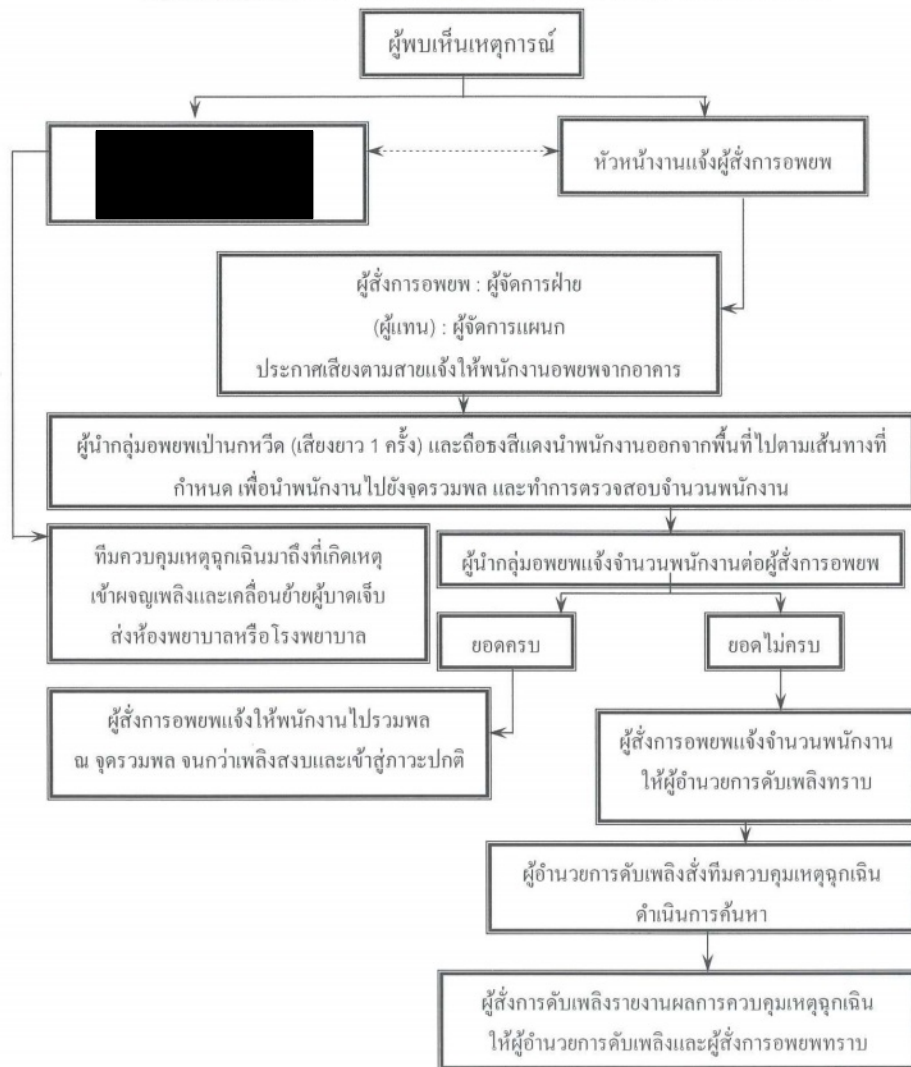 ผู้พบเห็นเหตุการณ์
หัวหน้างานแจ้งผู้สั่งการอพยพ
ผู้สั่งการอพยพ : ผู้จัดการฝ่าย
(ผู้แทน) : ผู้จัดการแผนก
ประกาศเสียงตามสายแจ้งให้พนักงานอพยพจากอาคาร
ผู้นำกลุ่มอพยพเป่านกหวีด (เสียงยาว 1 ครั้ง) และถือธงสีแดงนำพนักงานออกจากพื้นที่ไปตามเส้นทางที่
กำหนด เพื่อนำพนักงานไปยังจุดรวมพล และทำการตรวจสอบจำนวนพนักงาน
ทีมควบคุมเหตุฉุกเฉินมาถึงที่เกิดเหตุ
เข้าผจญเพลิงและเคลื่อนย้ายผู้บาดเจ็บ
ส่งห้องพยาบาลหรือโรงพยาบาล
ผู้นำกลุ่มอพยพแจ้งจำนวนพนักงานต่อผู้สั่งการอพยพ
ยอดครบ
ยอดไม่ครบ
ผู้สั่งการอพยพแจ้งให้พนักงานไปรวมพล
ณ จุดรวมพล จนกว่าเพลิงสงบและเข้าสู่ภาวะปกติ
ผู้สั่งการอพยพแจ้งจำนวนพนักงาน
ให้ผู้อำนวยการดับเพลิงทราบ
ผู้อำนวยการดับเพลิงสั่งทีมควบคุมเหตุฉุกเฉิน
ดำเนินการค้นหา
ผู้สั่งการดับเพลิงรายงานผลการควบคุมเหตุฉุกเฉิน
ให้ผู้อำนวยการดับเพลิงและผู้สั่งการอพยพทราบ